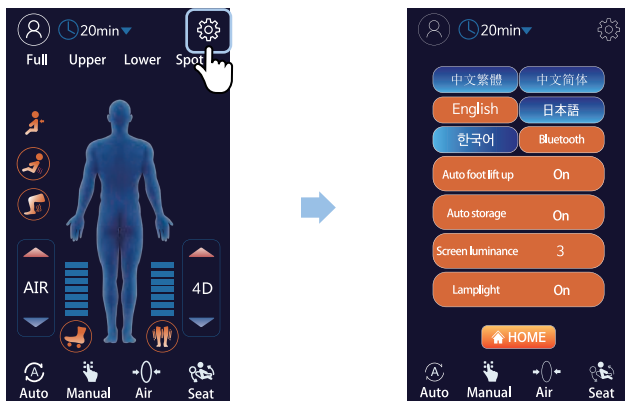 20min
Full Upper Lower Spot
AIR
4D
Auto Manual Air Seat
20min
中文繁體 中文简体
English 日本語
한국어 Bluetooth
Auto foot lift up On
Auto storage On
Screen luminance 3
Lamplight On
HOME
Auto Manual Air Seat